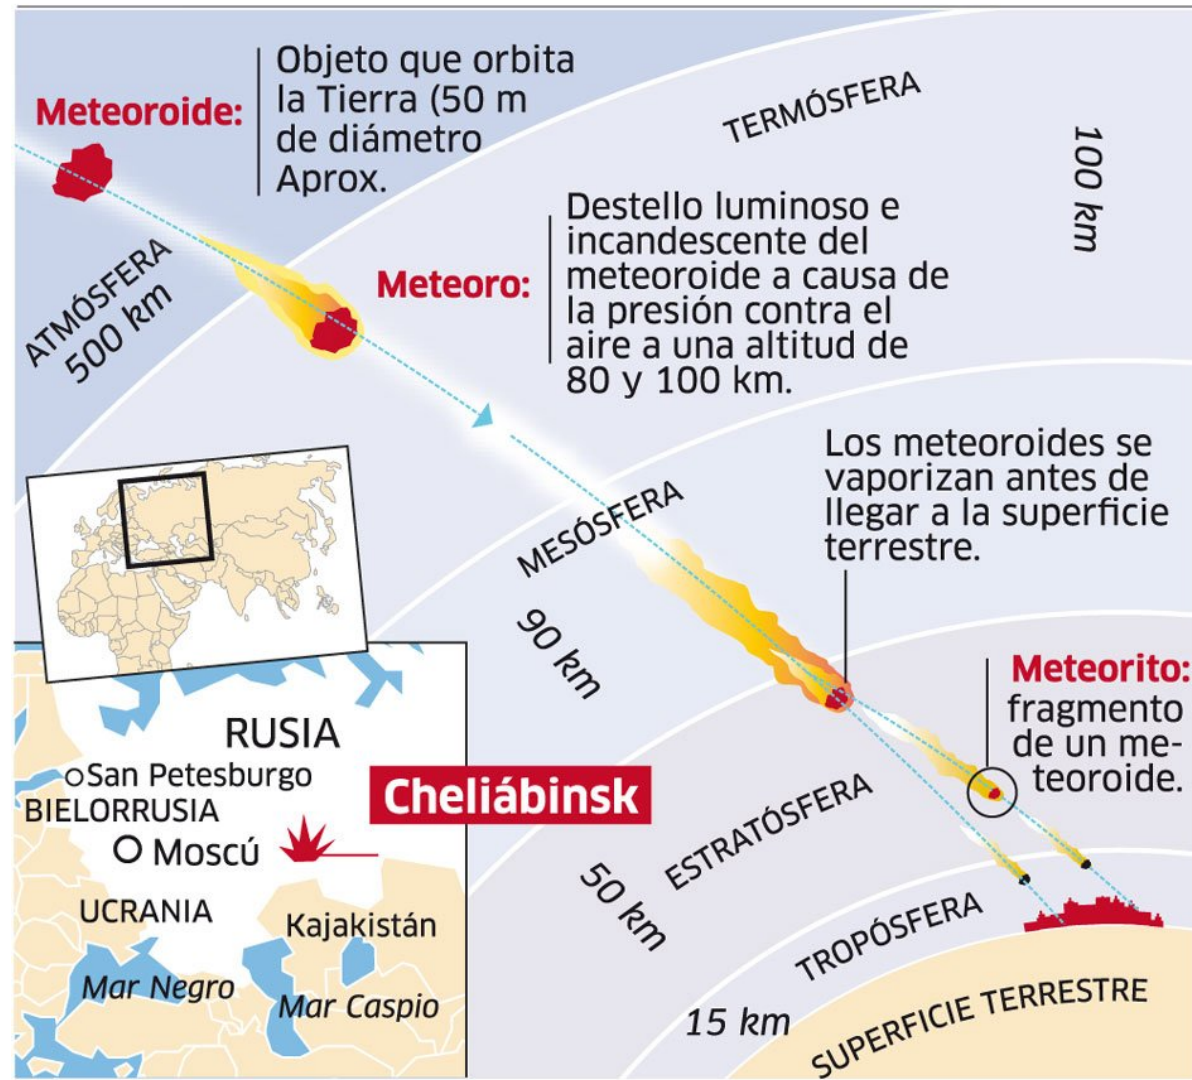 Meteoroide:
Objeto que orbita
la Tierra (50 m
de diámetro
Aprox.
TERMÓSFERA
100 km
Meteoro:
Destello luminoso e
incandescente del
meteoroide a causa de
la presión contra el
aire a una altitud de
80 y 100 km.
ATMÓSFERA
500 km
Los meteoroides se
vaporizan antes de
llegar a la superficie
terrestre.
MESÓSFERA
90 km
Meteorito:
fragmento
de un me-
teoroide.
RUSIA
San Petesburgo
BIELORRUSIA
Moscú
Cheliábinsk
UCRANIA
Kajakistán
Mar Negro
Mar Caspio
ESTRATÓSFERA
50 km
TROPÓSFERA
15 km
SUPERFICIE TERRESTRE